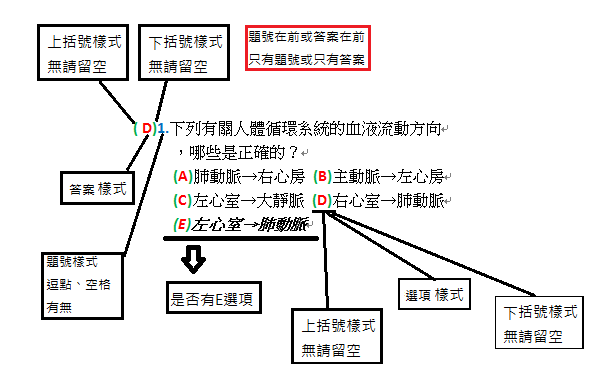 上括號樣式
無請留空
下括號樣式
無請留空
題號在前或答案在前
只有題號或只有答案
( D)1.下列有關人體循環系統的血液流動方向↵
，哪些是正確的？↵
(A)肺動脈→右心房 (B)主動脈→左心房↵
(C)左心室→大靜脈 (D)右心室→肺動脈↵
(E)左心室→肺動脈↵
答案樣式
題號樣式
逗點、空格
有無
是否有E選項
上括號樣式
無請留空
選項 樣式
下括號樣式
無請留空